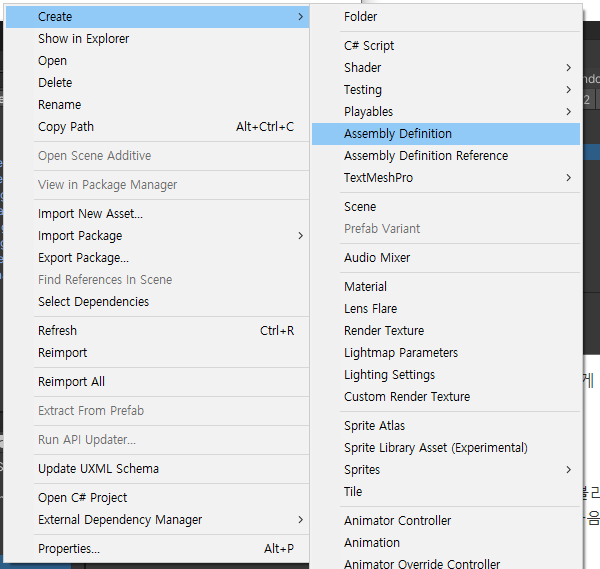 Create
Show in Explorer
Open
Delete
Rename
Copy Path Alt+Ctrl+C
Open Scene Additive
View in Package Manager
Import New Asset...
Import Package
Export Package...
Find References In Scene
Select Dependencies
Refresh Ctrl+R
Reimport
Reimport All
Extract From Prefab
Run API Updater...
Update UXML Schema
Open C# Project
External Dependency Manager
Properties... Alt+P
Folder
C# Script
Shader
Testing
Playables
Assembly Definition
Assembly Definition Reference
TextMeshPro
Scene
Prefab Variant
Audio Mixer
Material
Lens Flare
Render Texture
Lightmap Parameters
Lighting Settings
Custom Render Texture
Sprite Atlas
Sprite Library Asset (Experimental)
Sprites
Tile
Animator Controller
Animation
Animator Override Controller
게